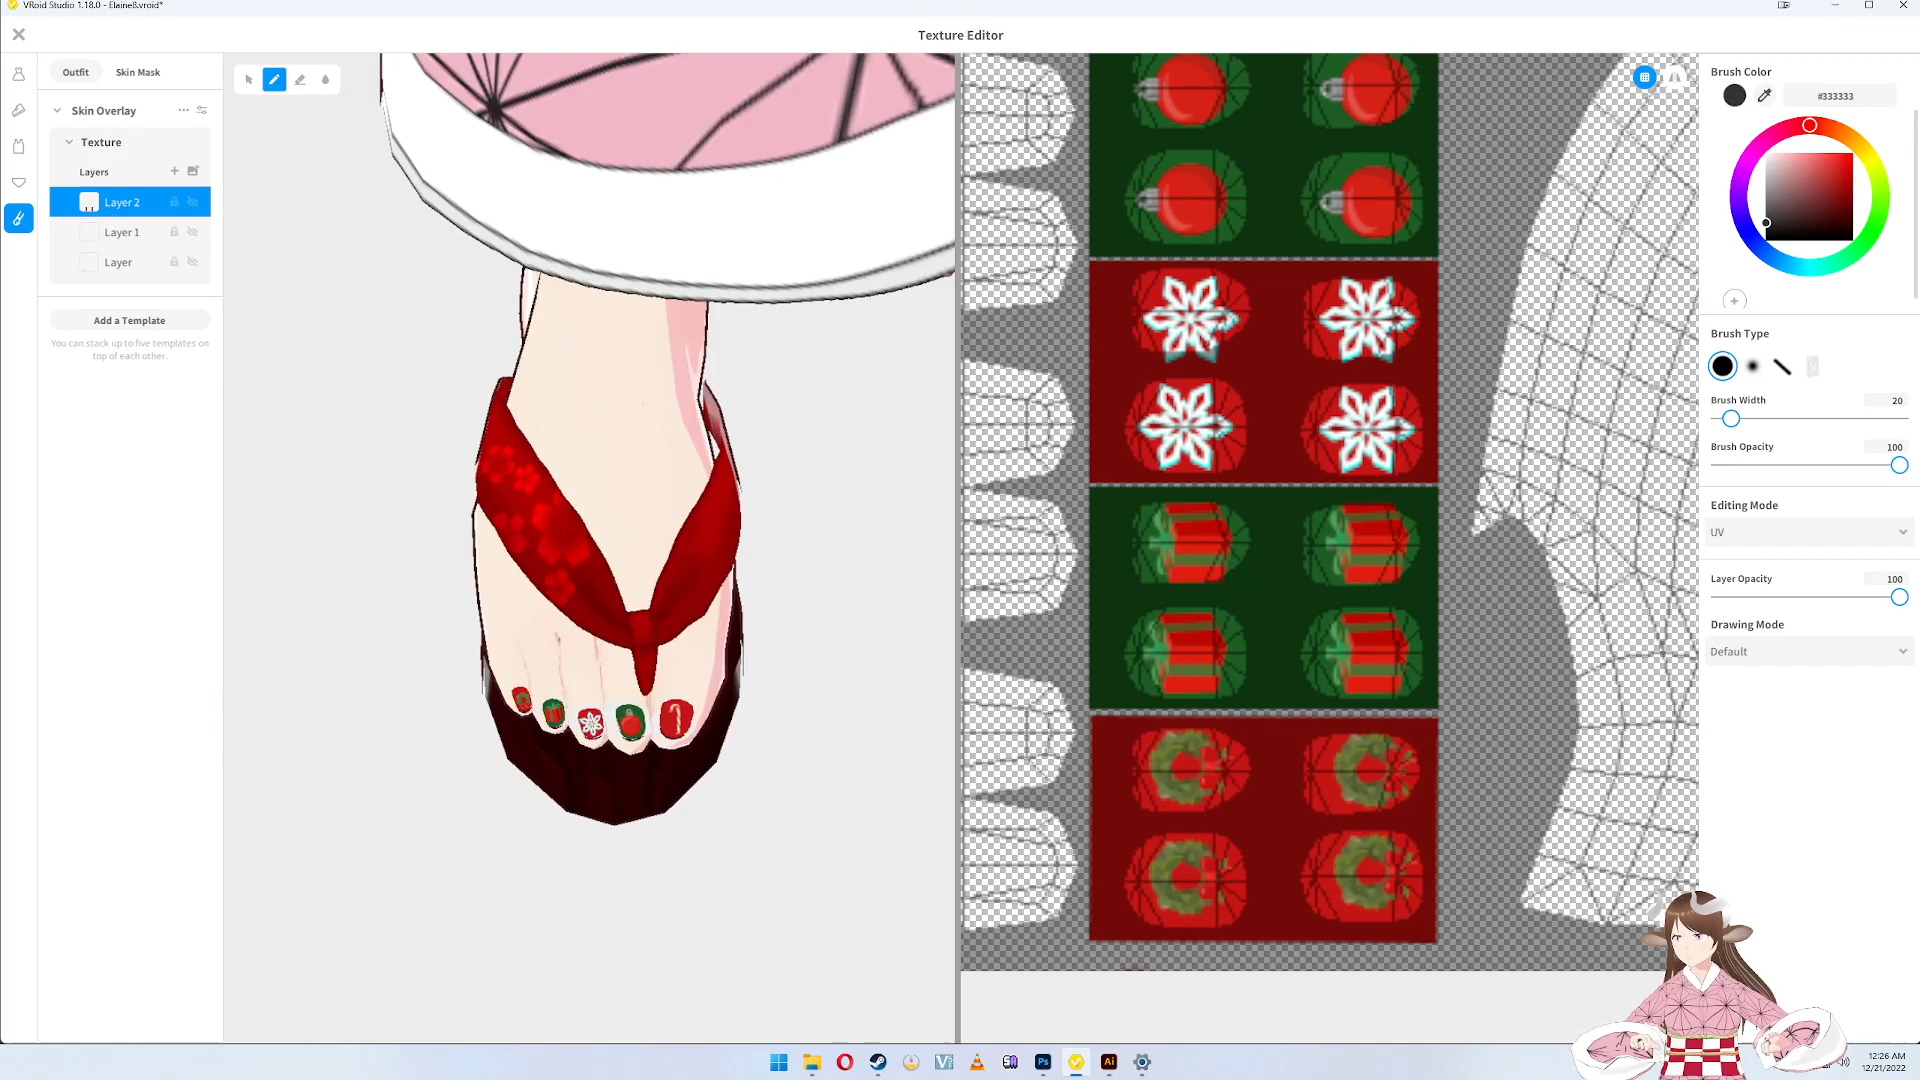 VRoid Studio 1.18.0 - Elaine8.vroid*
Texture Editor
Outfit
Skin Mask
Skin Overlay
Texture
Layers
Layer 2
Layer 1
Layer
Add a Template
You can stack up to five templates on
top of each other.
Brush Color
#333333
Brush Type
Brush Width
20
Brush Opacity
100
Editing Mode
UV
Layer Opacity
100
Drawing Mode
Default
Ps
Ai
12:26 AM
12/21/2022